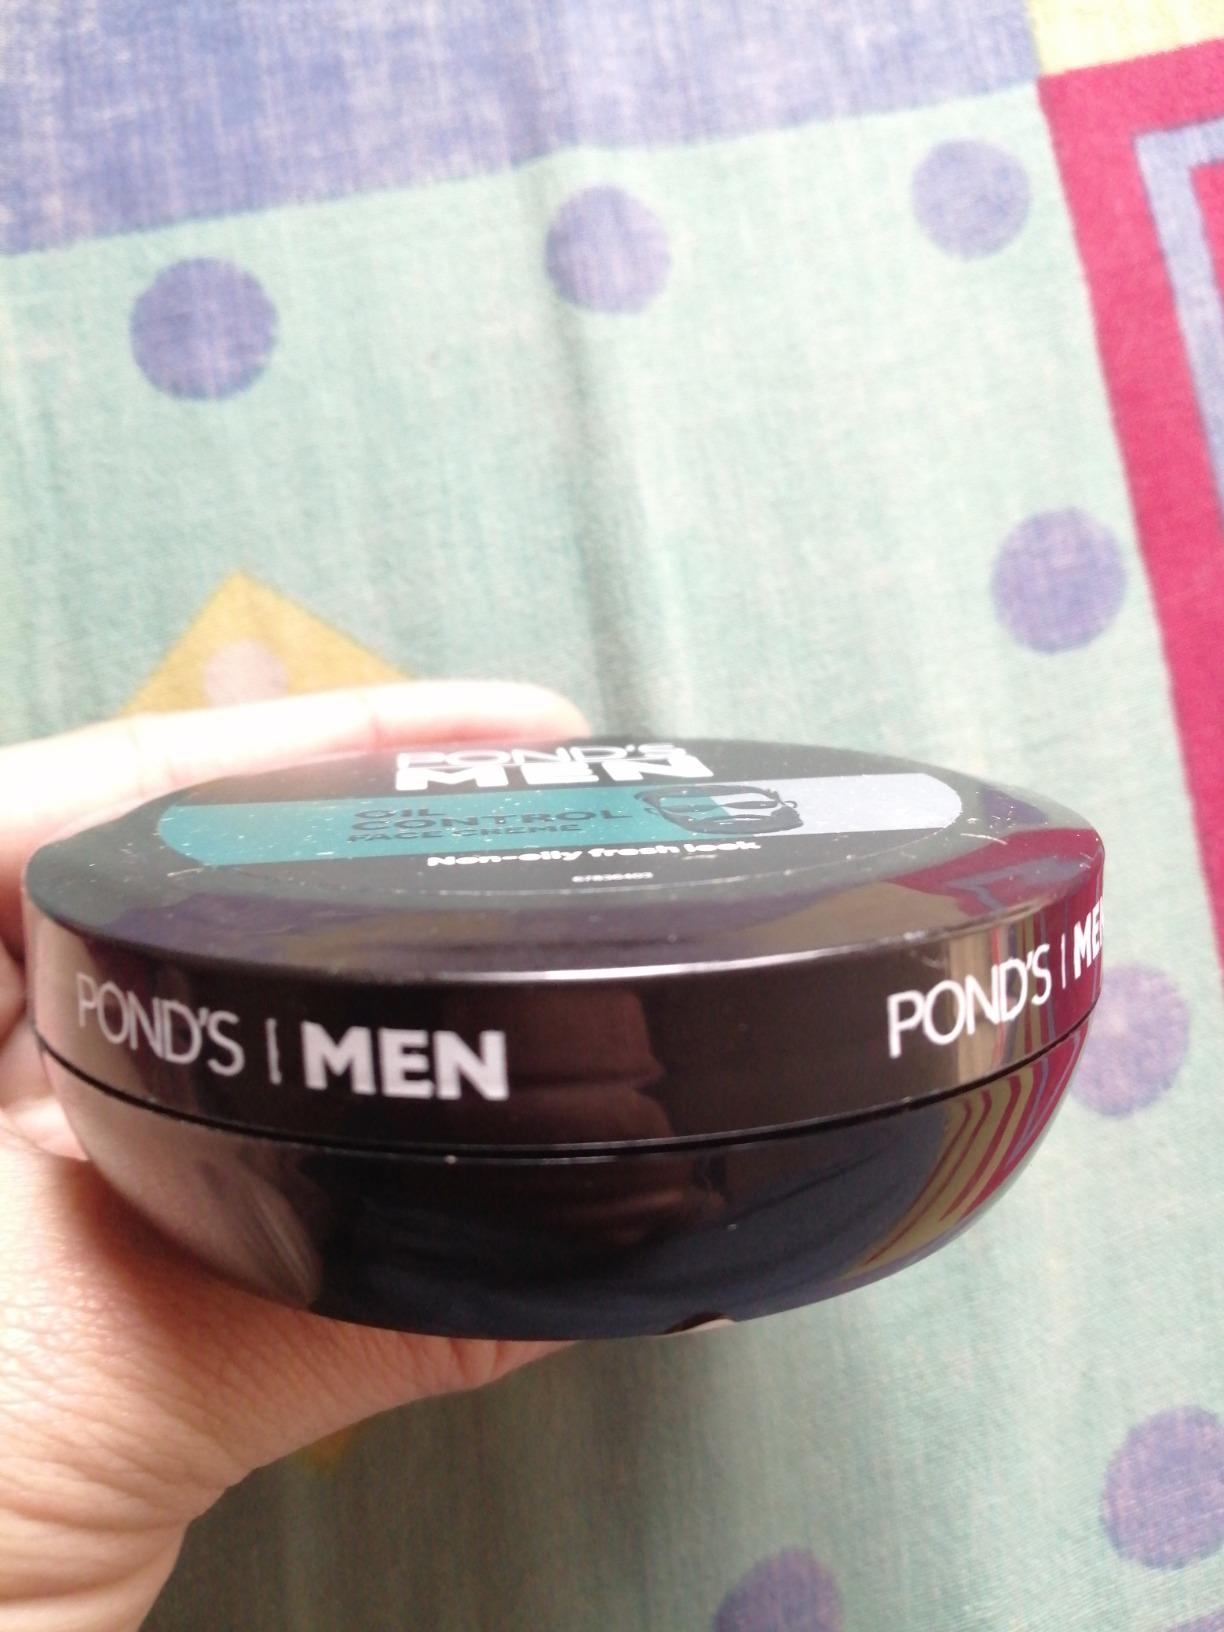 POND'S
MEN
OIL
CONTROL
FACE CREME
Non-oily fresh look
POND'S | MEN
POND'S | MEN